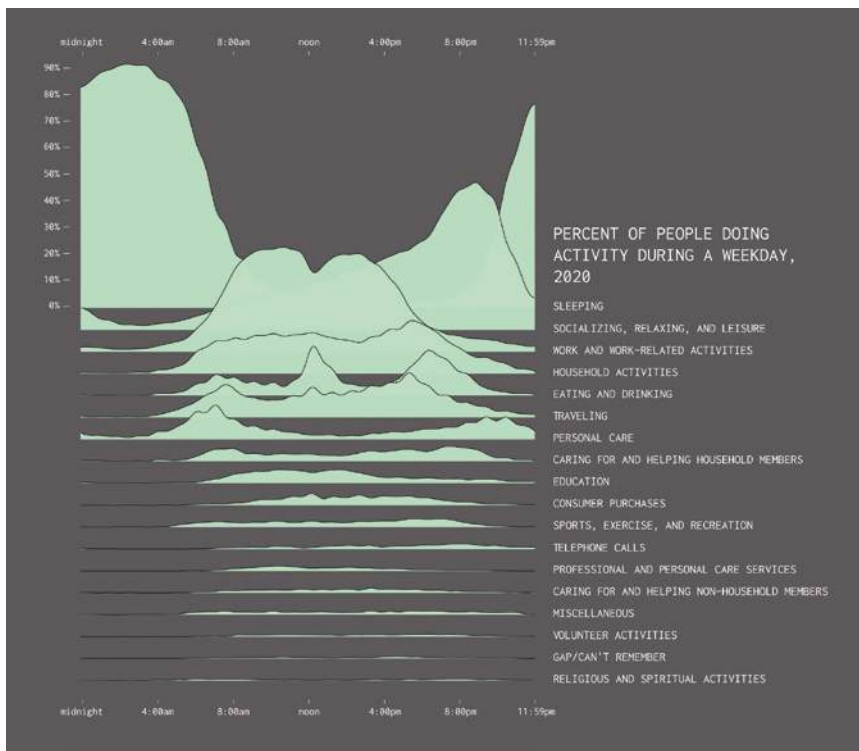 midnight 4:00am 8:00am noon 4:00pm 8:00pm 11:59pm
90%
80%
70%
60%
50%
40%
30%
20%
10%
0%
PERCENT OF PEOPLE DOING
ACTIVITY DURING A WEEKDAY,
2020
SLEEPING
SOCIALIZING, RELAXING, AND LEISURE
WORK AND WORK-RELATED ACTIVITIES
HOUSEHOLD ACTIVITIES
EATING AND DRINKING
TRAVELING
PERSONAL CARE
CARING FOR AND HELPING HOUSEHOLD MEMBERS
EDUCATION
CONSUMER PURCHASES
SPORTS, EXERCISE, AND RECREATION
TELEPHONE CALLS
PROFESSIONAL AND PERSONAL CARE SERVICES
CARING FOR AND HELPING NON-HOUSEHOLD MEMBERS
MISCELLANEOUS
VOLUNTEER ACTIVITIES
GAP/CAN'T REMEMBER
RELIGIOUS AND SPIRITUAL ACTIVITIES
midnight 4:00am 8:00am noon 4:00pm 8:00pm 11:59pm